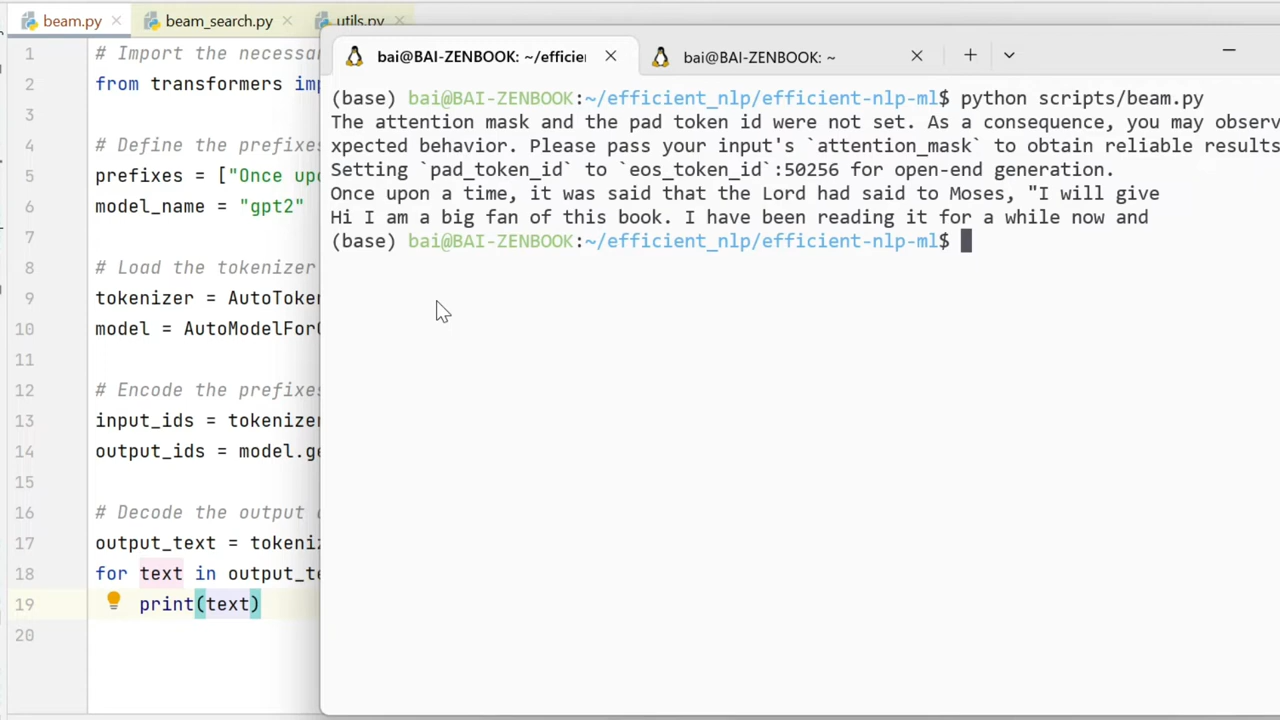 beam.py
beam_search.py
utils.py
bai@BAI-ZENBOOK: ~/efficien
bai@BAI-ZENBOOK: ~
1 # Import the necessar
2 from transformers imp
3
4 # Define the prefixes
5 prefixes = ["Once upo
6 model_name = "gpt2"
7
8 # Load the tokenizer
9 tokenizer = AutoToken
10 model = AutoModelForC
11
12 # Encode the prefixes
13 input_ids = tokenizer
14 output_ids = model.ge
15
16 # Decode the output
17 output_text = tokeniz
18 for text in output_te
19 print(text)
20
(base) bai@BAI-ZENBOOK:~/efficient_nlp/efficient-nlp-ml$ python scripts/beam.py
The attention mask and the pad token id were not set. As a consequence, you may observ
xpected behavior. Please pass your input's `attention_mask` to obtain reliable results
Setting `pad_token_id` to `eos_token_id`:50256 for open-end generation.
Once upon a time, it was said that the Lord had said to Moses, "I will give
Hi I am a big fan of this book. I have been reading it for a while now and
(base) bai@BAI-ZENBOOK:~/efficient_nlp/efficient-nlp-ml$